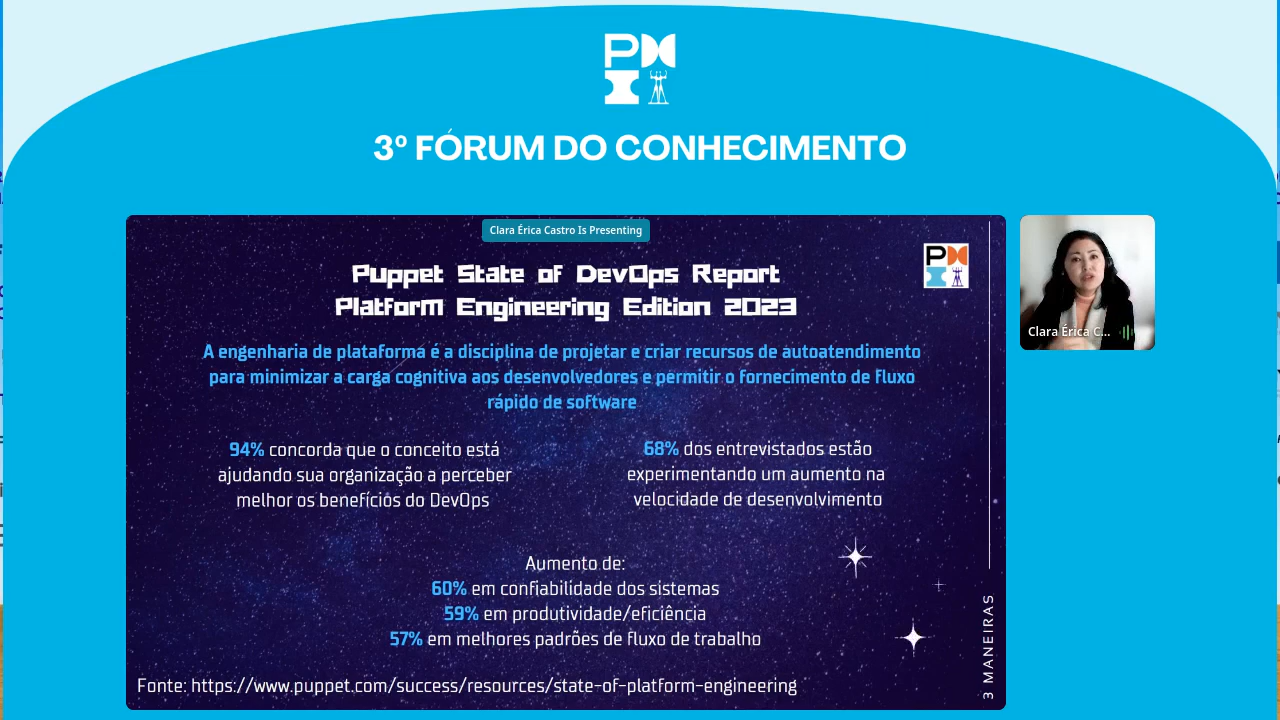 PM
I
3º FÓRUM DO CONHECIMENTO
Clara Érica Castro Is Presenting
Puppet State of DevOps Report
Platform Engineering Edition 2023
PM
I
A engenharia de plataforma é a disciplina de projetar e criar recursos de autoatendimento
para minimizar a carga cognitiva aos desenvolvedores e permitir o fornecimento de fluxo
rápido de software
94% concorda que o conceito está
ajudando sua organização a perceber
melhor os benefícios do DevOps
68% dos entrevistados estão
experimentando um aumento na
velocidade de desenvolvimento
Aumento de:
60% em confiabilidade dos sistemas
59% em produtividade/eficiência
57% em melhores padrões de fluxo de trabalho
Fonte: https://www.puppet.com/success/resources/state-of-platform-engineering
3 MANEIRAS
Clara Érica C...